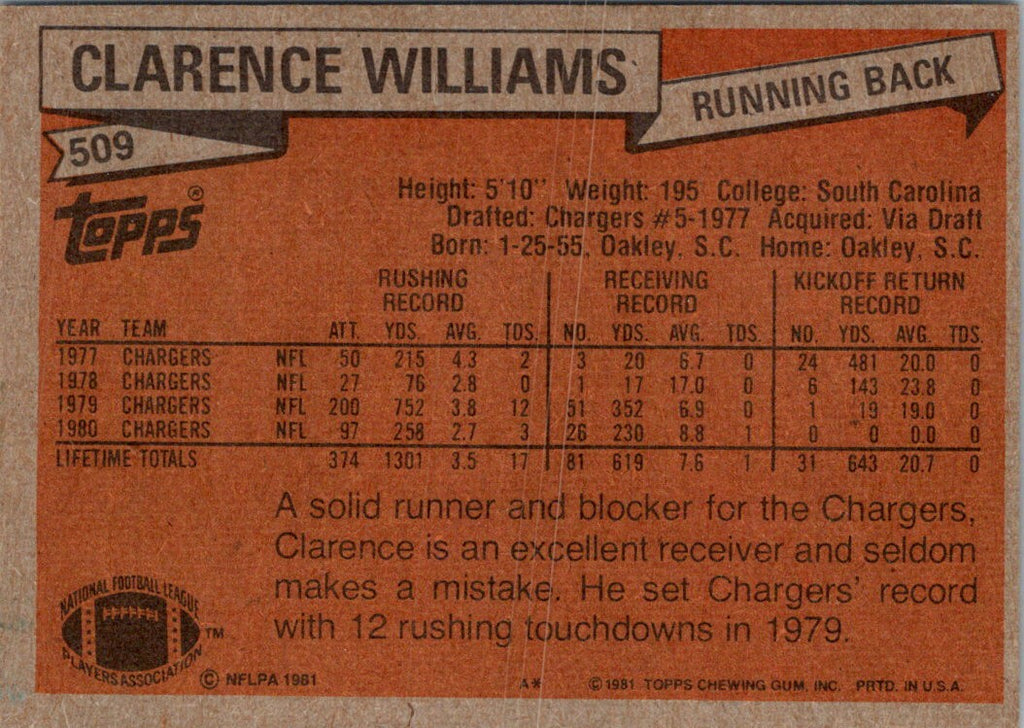 CLARENCE WILLIAMS
RUNNING BACK
509
Topps®
Height: 5'10" Weight: 195 College: South Carolina
Drafted: Chargers #5-1977 Acquired: Via Draft
Born: 1-25-55, Oakley, S.C. Home: Oakley, S.C.
RUSHING RECEIVING KICKOFF RETURN
RECORD RECORD RECORD
YEAR TEAM ATT. YDS. AVG. TDS. NO. YDS. AVG. TDS. NO. YDS. AVG. TDS.
1977 CHARGERS NFL 50 215 4.3 2 3 20 6.7 0 24 481 20.0 0
1978 CHARGERS NFL 27 76 2.8 0 1 17 17.0 0 6 143 23.8 0
1979 CHARGERS NFL 200 752 3.8 12 51 352 6.9 0 1 19 19.0 0
1980 CHARGERS NFL 97 258 2.7 3 26 230 8.8 1 0 0 0.0 0
LIFETIME TOTALS 374 1301 3.5 17 81 619 7.6 1 31 643 20.7 0
A solid runner and blocker for the Chargers,
Clarence is an excellent receiver and seldom
makes a mistake. He set Chargers' record
with 12 rushing touchdowns in 1979.
NATIONAL FOOTBALL LEAGUE
PLAYERS ASSOCIATION
TM
© NFLPA 1981 A* ©1981 TOPPS CHEWING GUM, INC. PRTD. IN U.S.A.